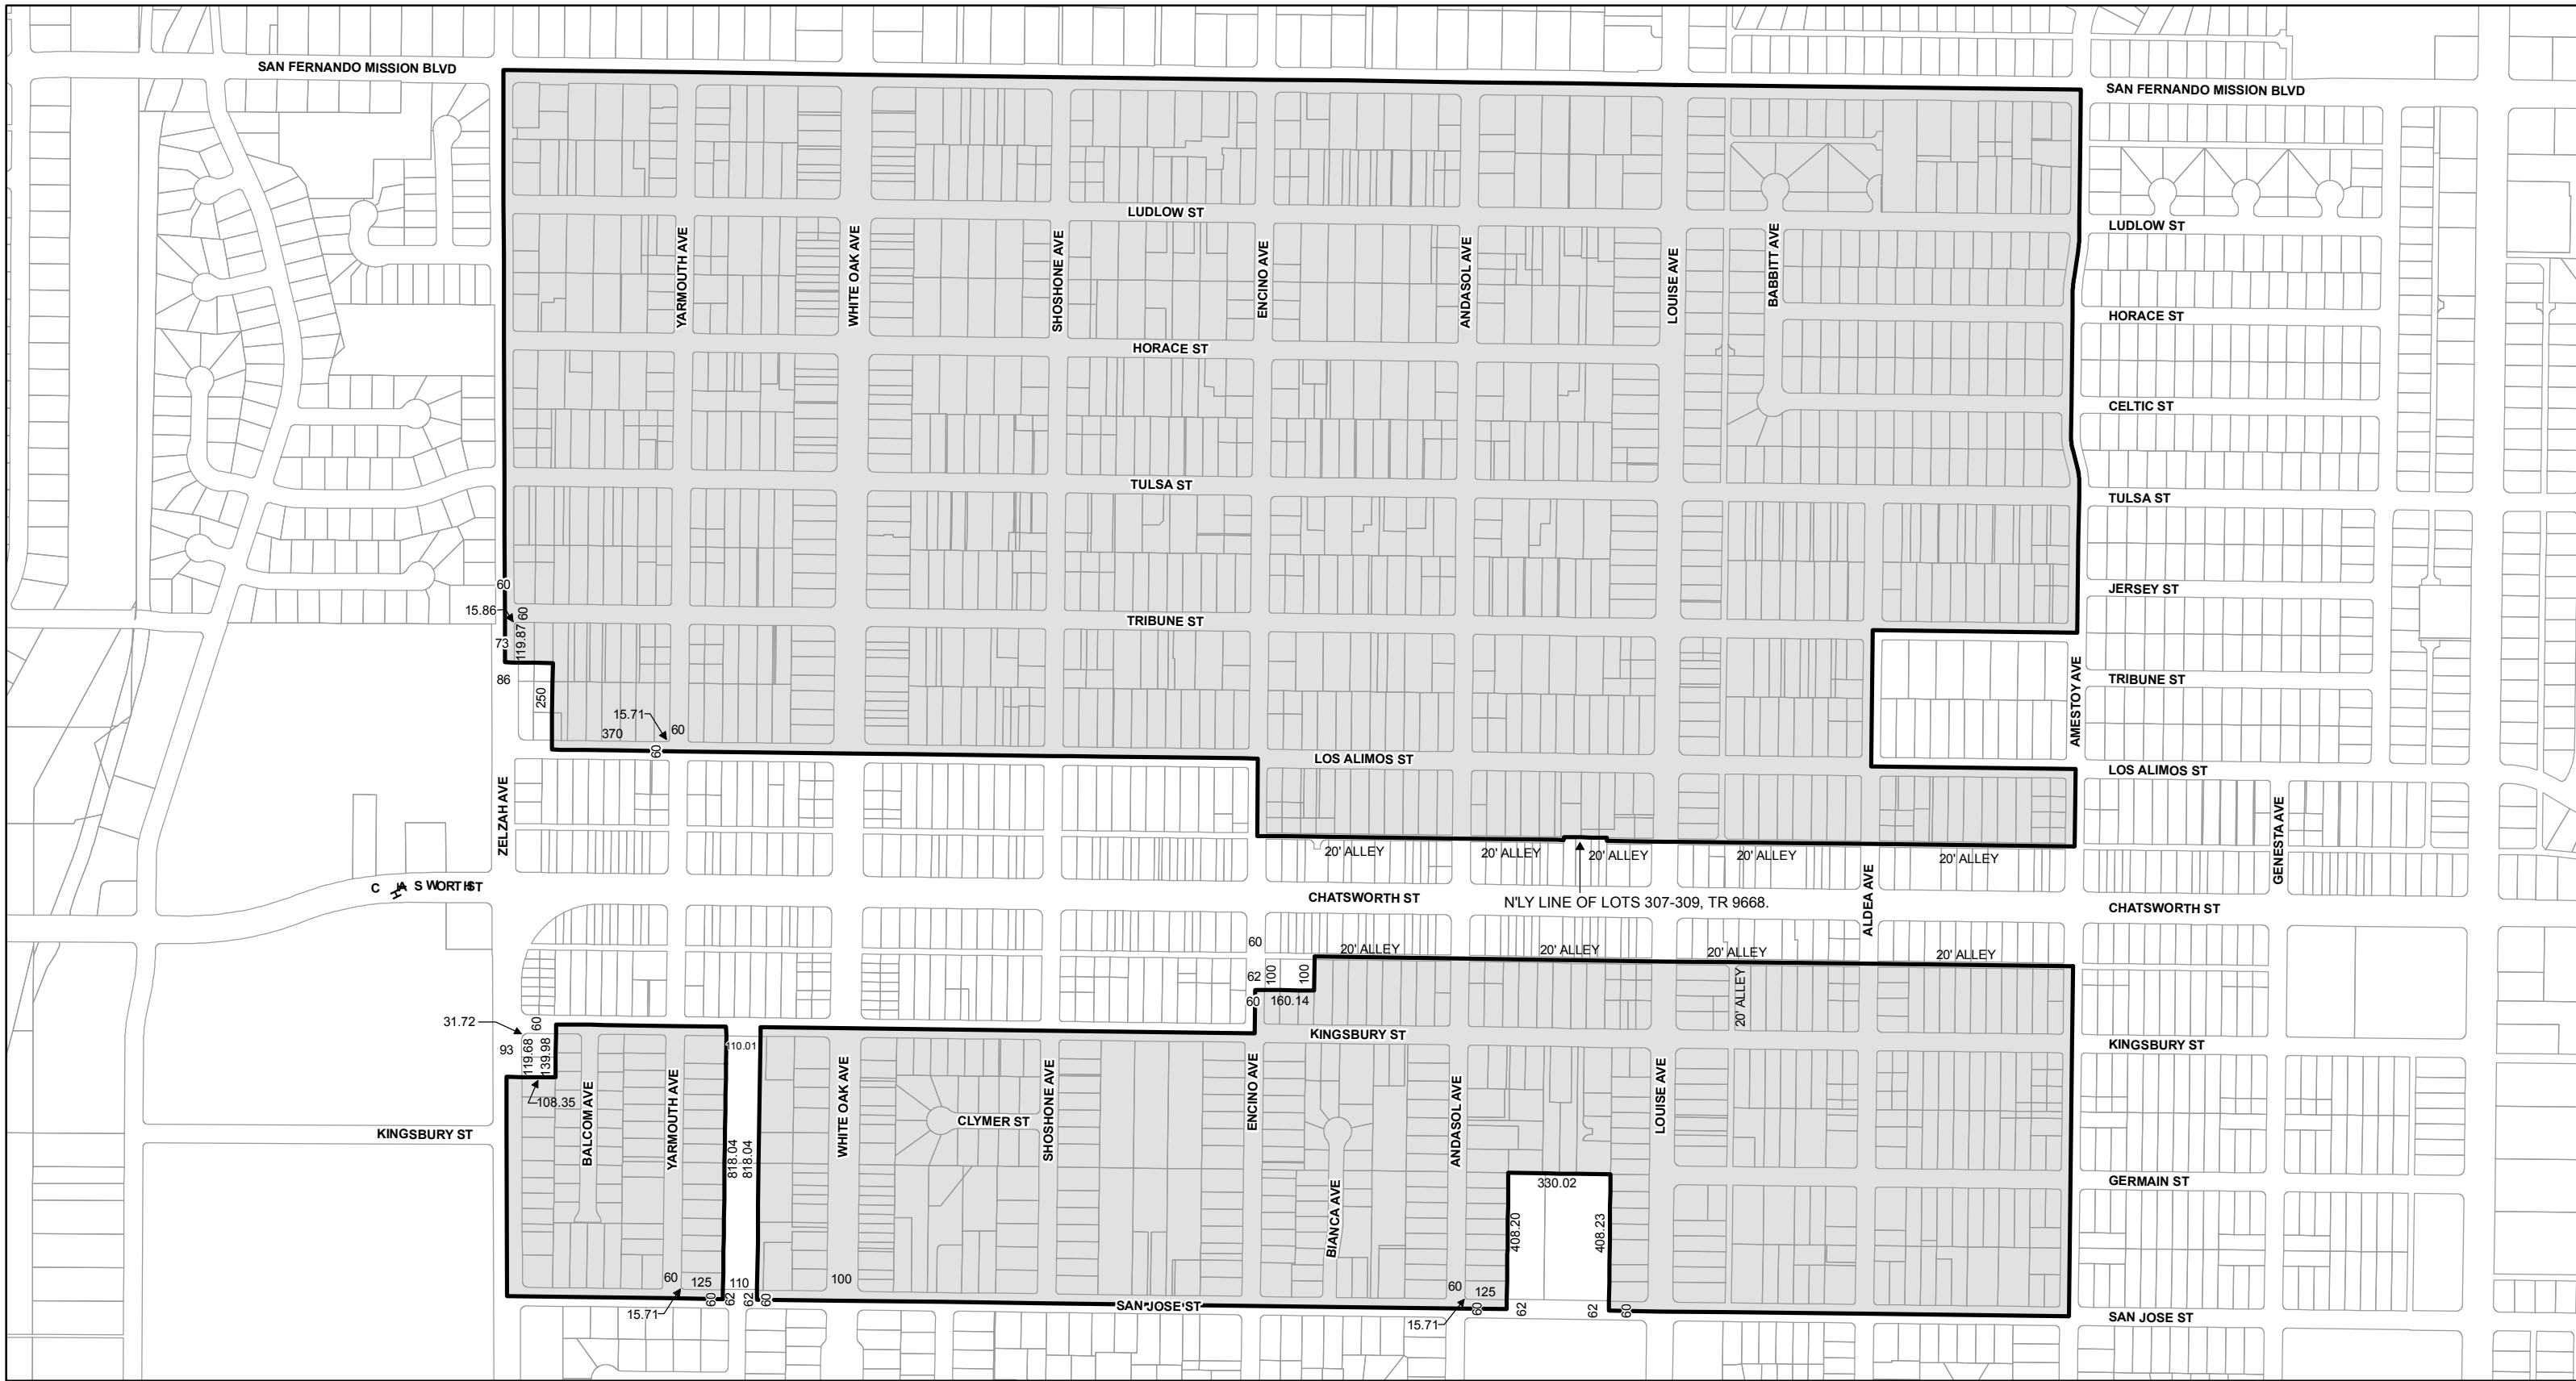 SAN FERNANDO MISSION BLVD
SAN FERNANDO MISSION BLVD
LUDLOW ST
LUDLOW ST
YARMOUTH AVE
WHITE OAK AVE
SHOSHONE AVE
ENCINO AVE
ANDASOL AVE
LOUISE AVE
BABBITT AVE
HORACE ST
HORACE ST
CELTIC ST
TULSA ST
TULSA ST
60
JERSEY ST
15.86
60
TRIBUNE ST
73
119.87
86
250
TRIBUNE ST
AMESTOY AVE
15.71
60
370
60
LOS ALIMOS ST
LOS ALIMOS ST
ZELZAH AVE
GENESTA AVE
20' ALLEY
20' ALLEY
20' ALLEY
20' ALLEY
20' ALLEY
CHATSWORTH ST
CHATSWORTH ST
N'LY LINE OF LOTS 307-309, TR 9668.
ALDEA AVE
CHATSWORTH ST
60
20' ALLEY
20' ALLEY
20' ALLEY
20' ALLEY
62
100
100
60
160.14
20' ALLEY
31.72
60
KINGSBURY ST
KINGSBURY ST
93
119.68
139.98
110.01
108.35
BALCOM AVE
YARMOUTH AVE
WHITE OAK AVE
CLYMER ST
SHOSHONE AVE
ENCINO AVE
ANDASOL AVE
LOUISE AVE
KINGSBURY ST
818.04
818.04
GERMAIN ST
330.02
BIANCA AVE
408.20
408.23
60
125
110
100
60
125
60
62
62
60
15.71
SAN JOSE ST
60
62
62
60
15.71
SAN JOSE ST